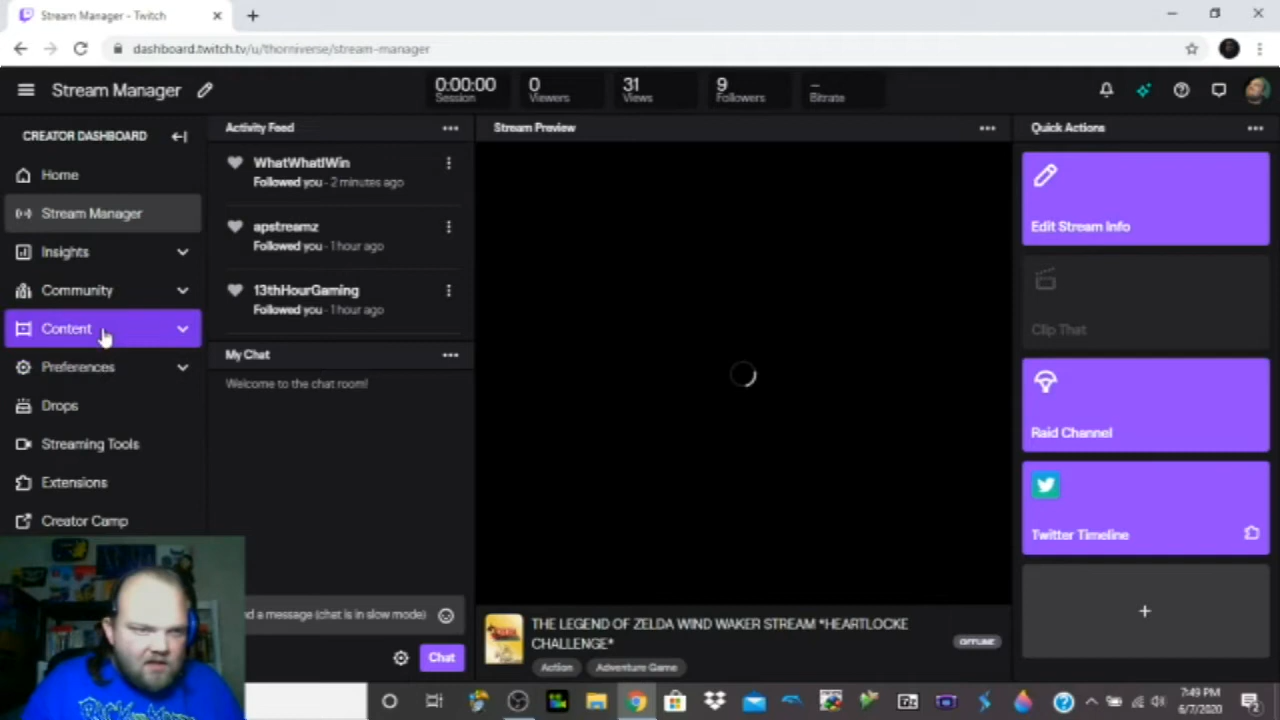 Stream Manager - Twitch
dashboard.twitch.tv/u/thorniverse/stream-manager
Stream Manager
0:00:00
Session
0
Viewers
31
Views
9
Followers
–
Bitrate
CREATOR DASHBOARD
Home
Stream Manager
Insights
Community
Content
Preferences
Drops
Streaming Tools
Extensions
Creator Camp
Activity Feed
WhatWhatIWin
Followed you - 2 minutes ago
apstreamz
Followed you - 1 hour ago
13thHourGaming
Followed you - 1 hour ago
My Chat
Welcome to the chat room!
d a message (chat is in slow mode)
Chat
Stream Preview
THE LEGEND OF ZELDA WIND WAKER STREAM *HEARTLOCKE
CHALLENGE*
OFFLINE
Action
Adventure Game
Quick Actions
Edit Stream Info
Clip That
Raid Channel
Twitter Timeline
7:49 PM
6/7/2020